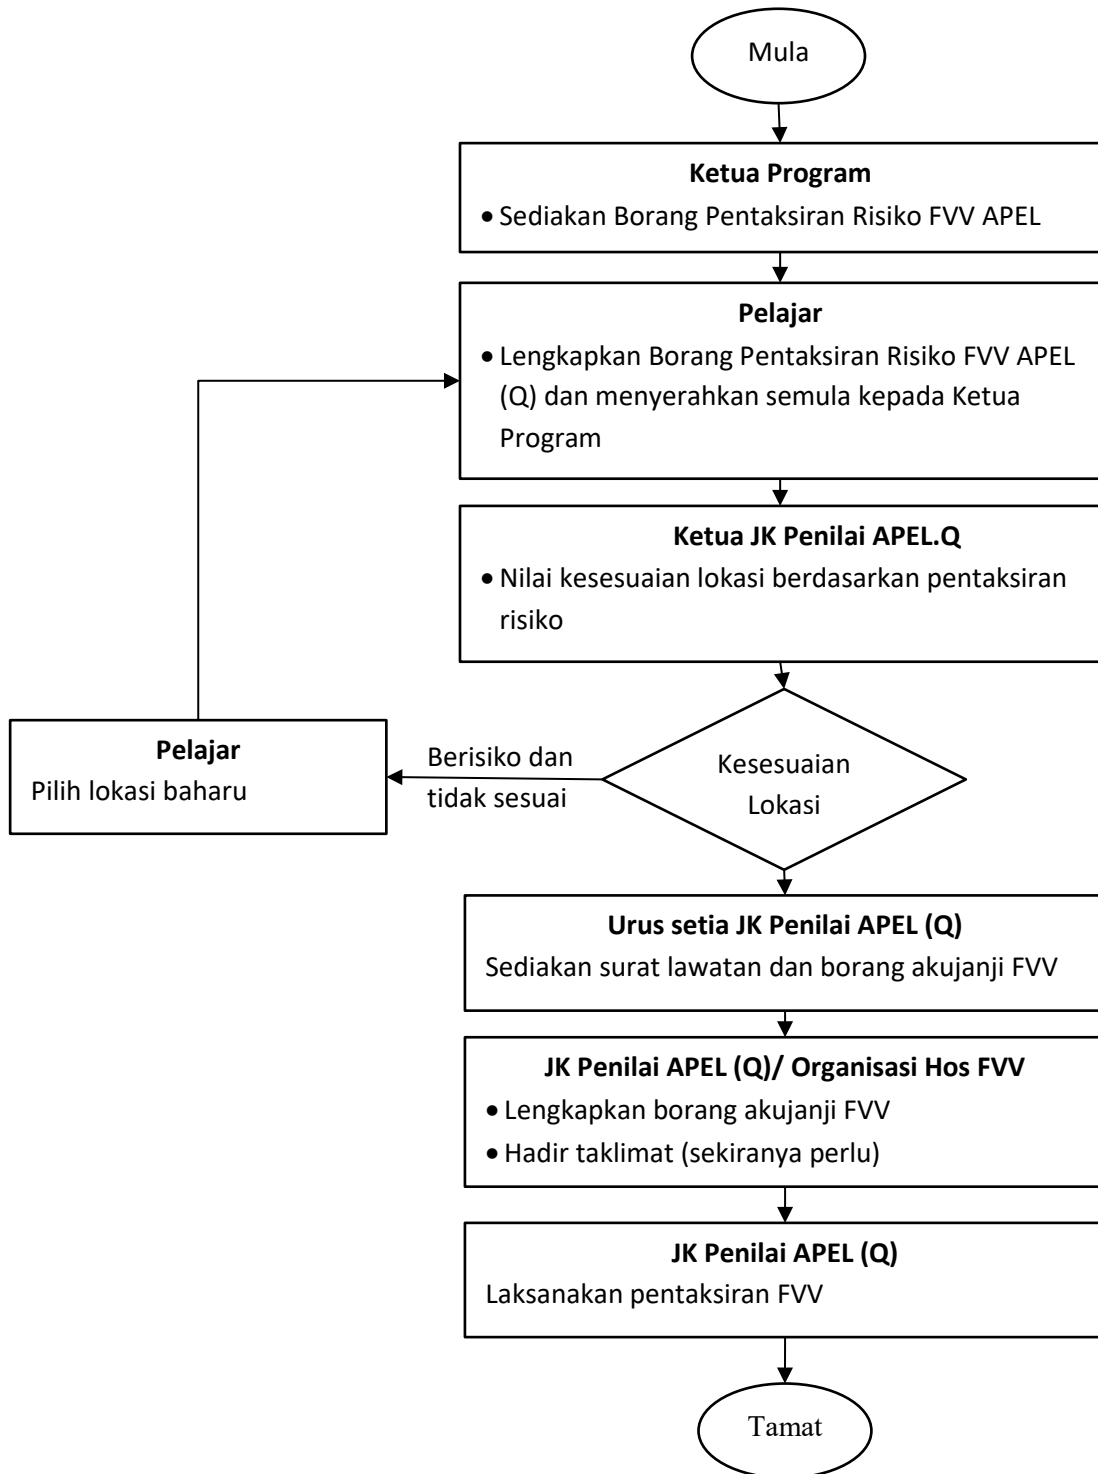 Mula
Ketua Program
• Sediakan Borang Pentaksiran Risiko FVV APEL
Pelajar
• Lengkapkan Borang Pentaksiran Risiko FVV APEL
(Q) dan menyerahkan semula kepada Ketua
Program
Ketua JK Penilai APEL.Q
• Nilai kesesuaian lokasi berdasarkan pentaksiran
risiko
Kesesuaian
Lokasi
Berisiko dan
tidak sesuai
Pelajar
Pilih lokasi baharu
Urus setia JK Penilai APEL (Q)
Sediakan surat lawatan dan borang akujanji FVV
JK Penilai APEL (Q)/ Organisasi Hos FVV
• Lengkapkan borang akujanji FVV
• Hadir taklimat (sekiranya perlu)
JK Penilai APEL (Q)
Laksanakan pentaksiran FVV
Tamat